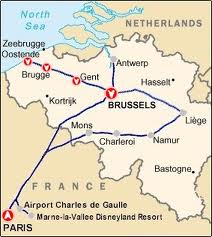 North
Sea
NETHERLANDS
Zeebrugge
Oostende
Antwerp
Brugge
Gent
Hasselt
Kortrijk
BRUSSELS
Liège
Mons
Charleroi
Namur
Bastogne
FRANCE
Airport Charles de Gaulle
PARIS
Marne-la-Vallee Disneyland Resort